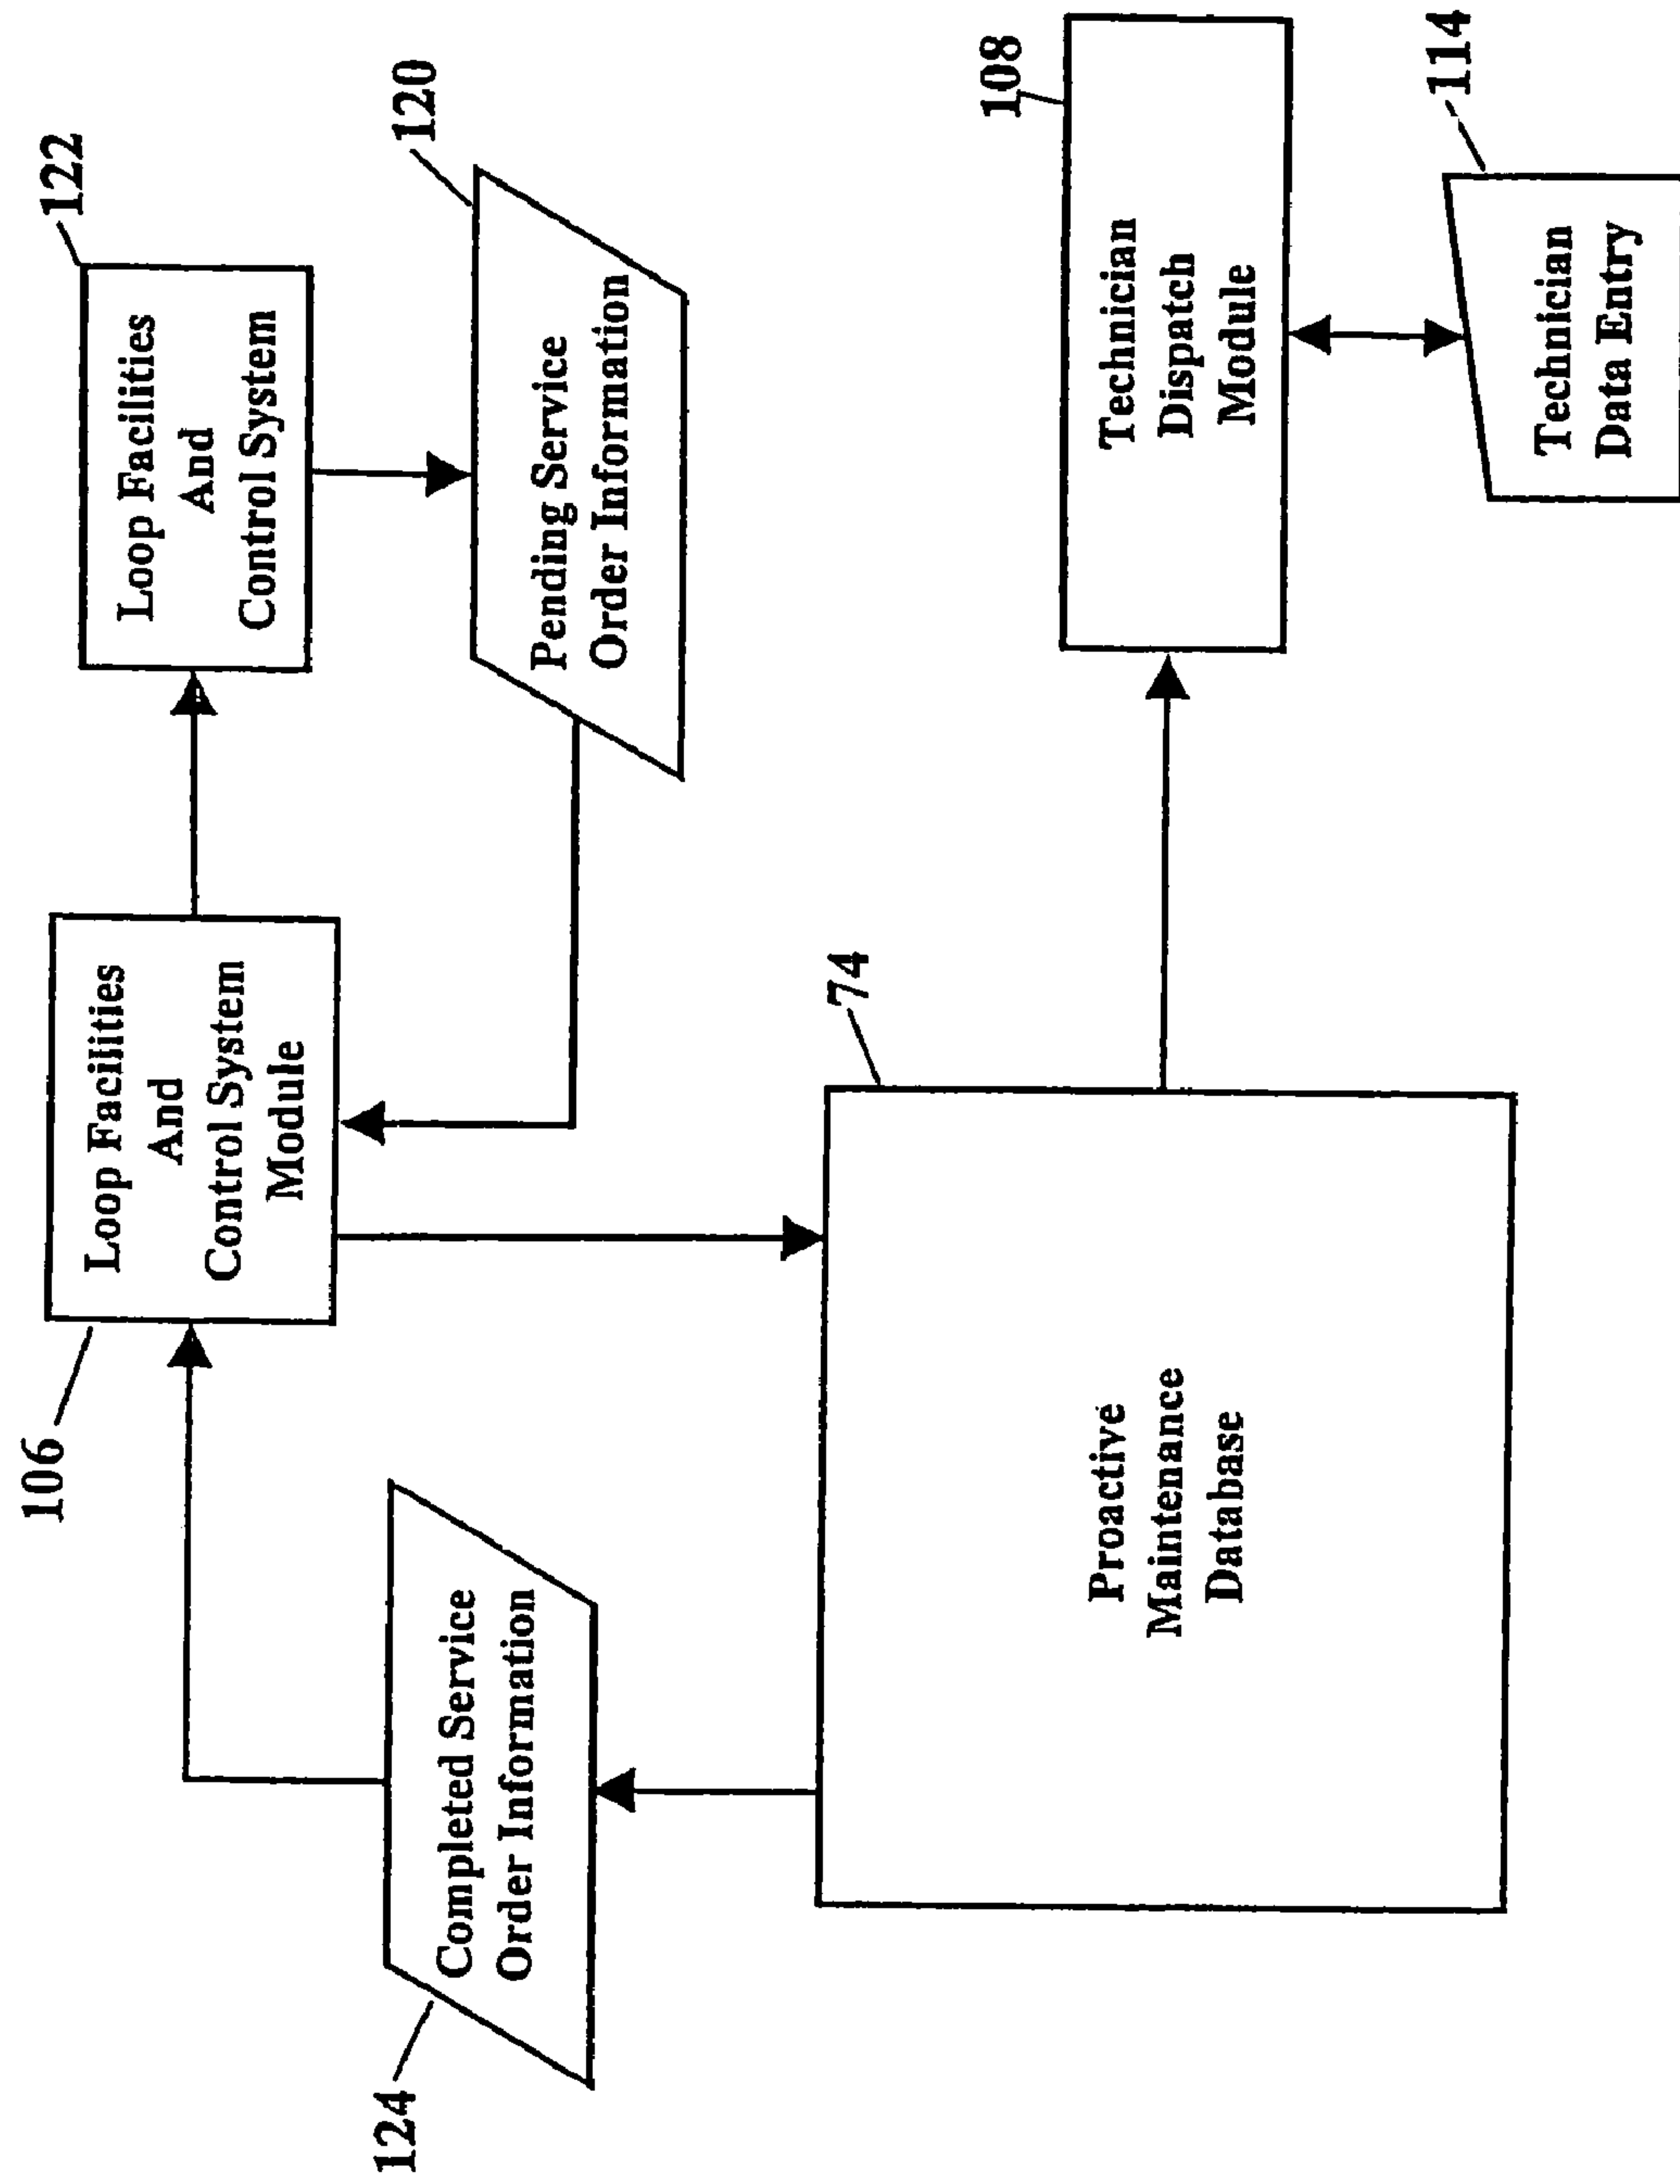 106
Loop Facilities
And
Control System
Module
122
Loop Facilities
And
Control System
124
Completed Service
Order Information
120
Pending Service
Order Information
74
Proactive
Maintenance
Database
108
Technician
Dispatch
Module
114
Technician
Data Entry